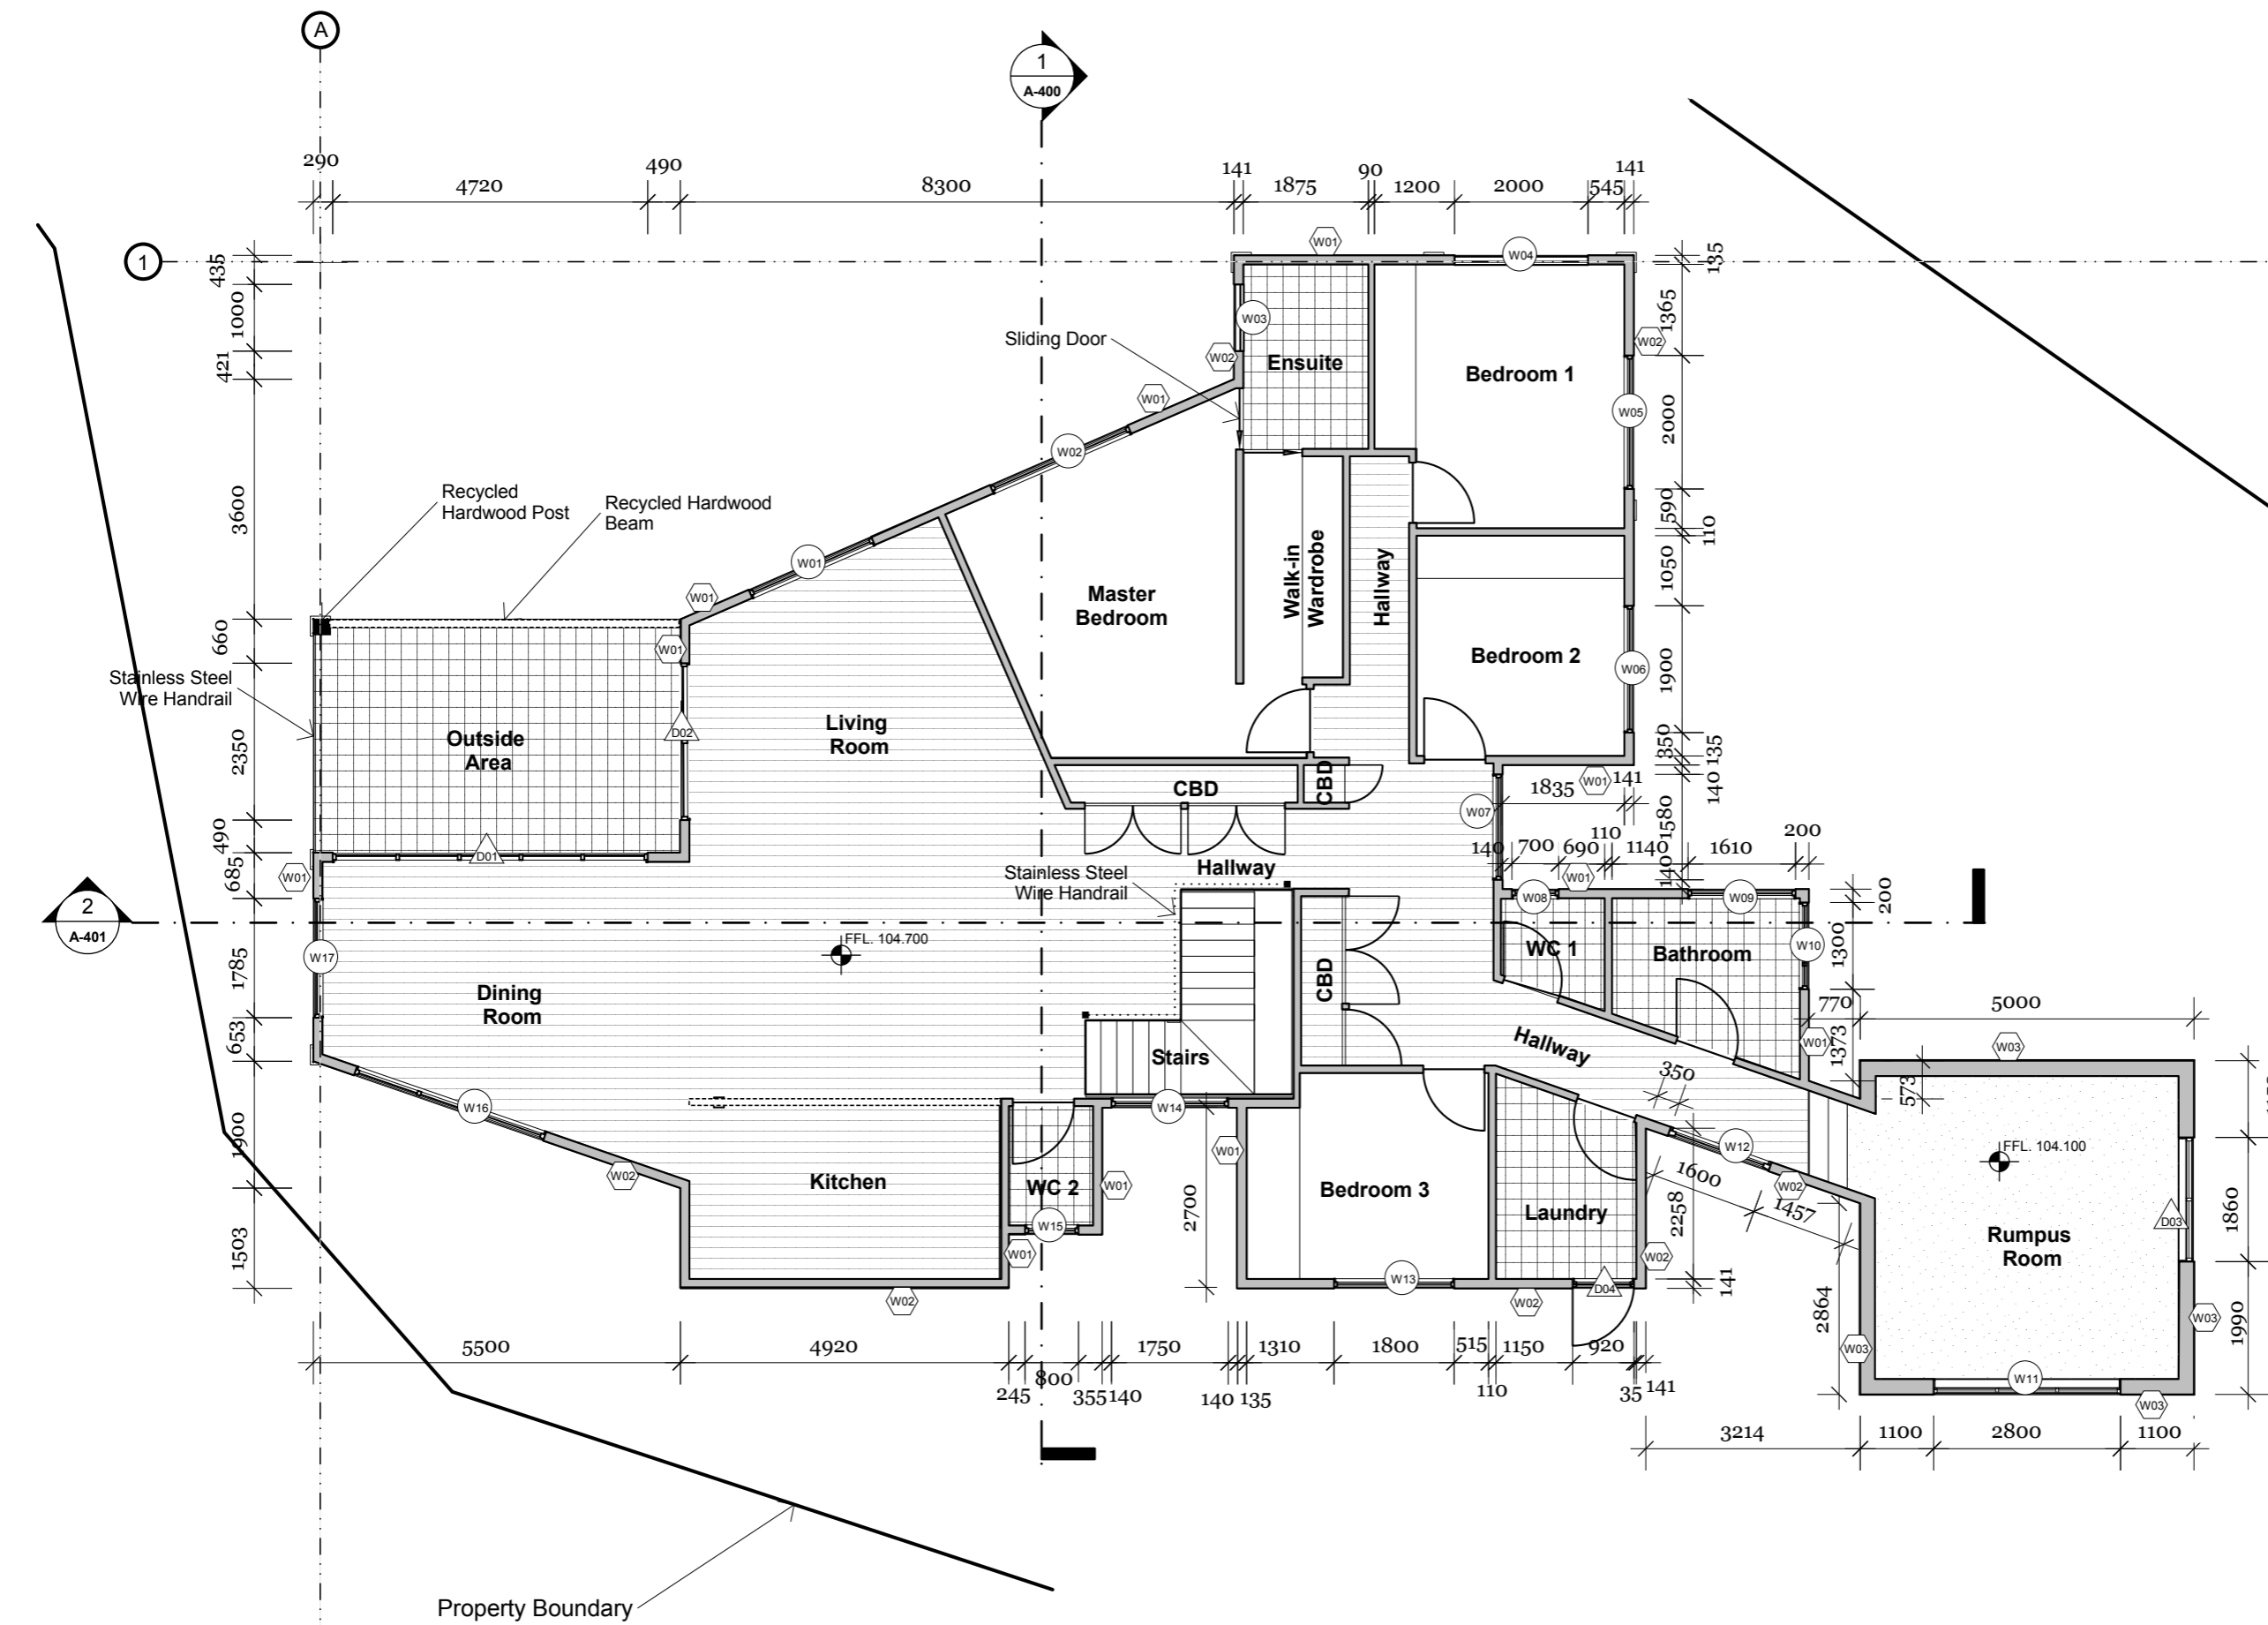 A
1
A-400
290
4720
490
8300
141
1875
90
1200
2000
545
141
1
435
1000
421
3600
660
2350
490
685
1785
653
1900
1503
W01
W04
135
1365
2000
590
110
1050
1900
350
135
140
1580
140
W03
W02
Sliding Door
Ensuite
Bedroom 1
W02
W05
W01
W02
Recycled
Hardwood Post
Recycled Hardwood
Beam
W01
W01
W01
Master
Bedroom
Walk-in
Wardrobe
Hallway
Bedroom 2
W06
Stainless Steel
Wire Handrail
Outside
Area
D02
Living
Room
CBD
CBD
W01
1835
141
W07
140
700
690
110
1140
1610
200
W01
D01
W01
Stainless Steel
Wire Handrail
Hallway
W08
W09
200
1300
1373
2
A-401
FFL. 104.700
W17
Dining
Room
CBD
WC 1
Bathroom
W10
770
5000
W01
W03
Hallway
Stairs
350
573
W16
W14
W12
FFL. 104.100
W02
Kitchen
WC 2
W01
W01
Bedroom 3
Laundry
1600
1457
W02
2258
Rumpus
Room
D03
1860
W15
W01
2700
W02
W13
D04
141
2864
W03
1990
W02
W02
W03
W11
W03
5500
4920
245
800
355
140
1750
140
135
1310
1800
515
110
1150
920
35
141
3214
1100
2800
1100
Property Boundary